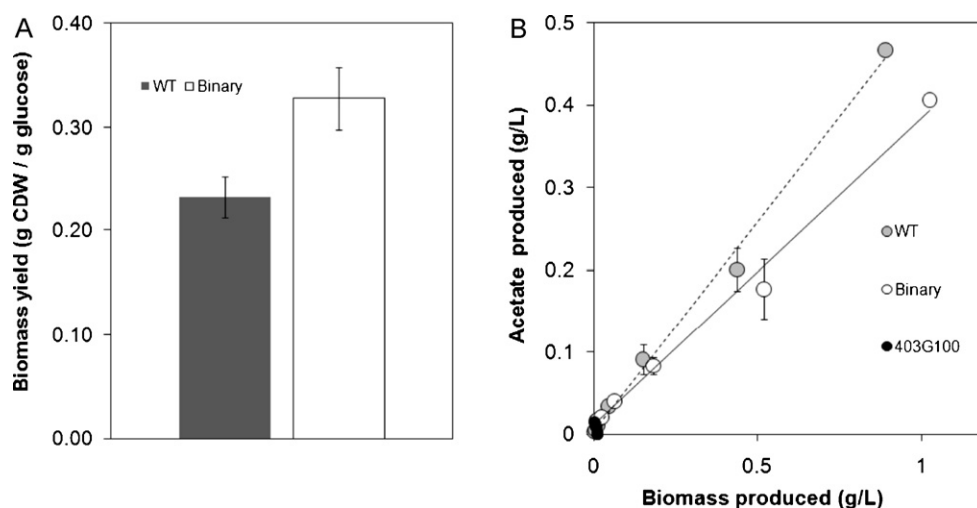 A
0.40
0.30
0.20
0.10
0.00
Biomass yield (g CDW / g glucose)
WT Binary
B
0.5
0.4
0.3
0.2
0.1
0
Acetate produced (g/L)
WT
Binary
403G100
0 0.5 1
Biomass produced (g/L)